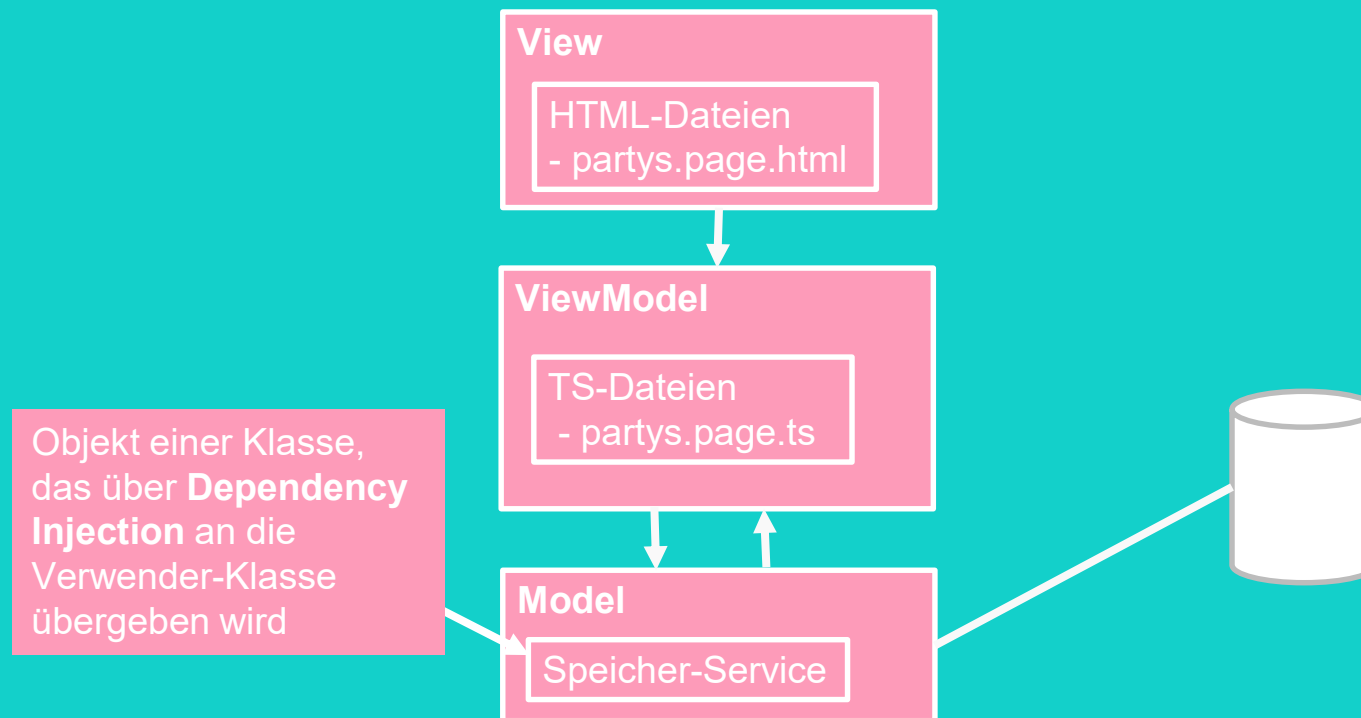 View
HTML-Dateien
- partys.page.html
ViewModel
TS-Dateien
- partys.page.ts
Objekt einer Klasse,
das über Dependency
Injection an die
Verwender-Klasse
übergeben wird
Model
Speicher-Service